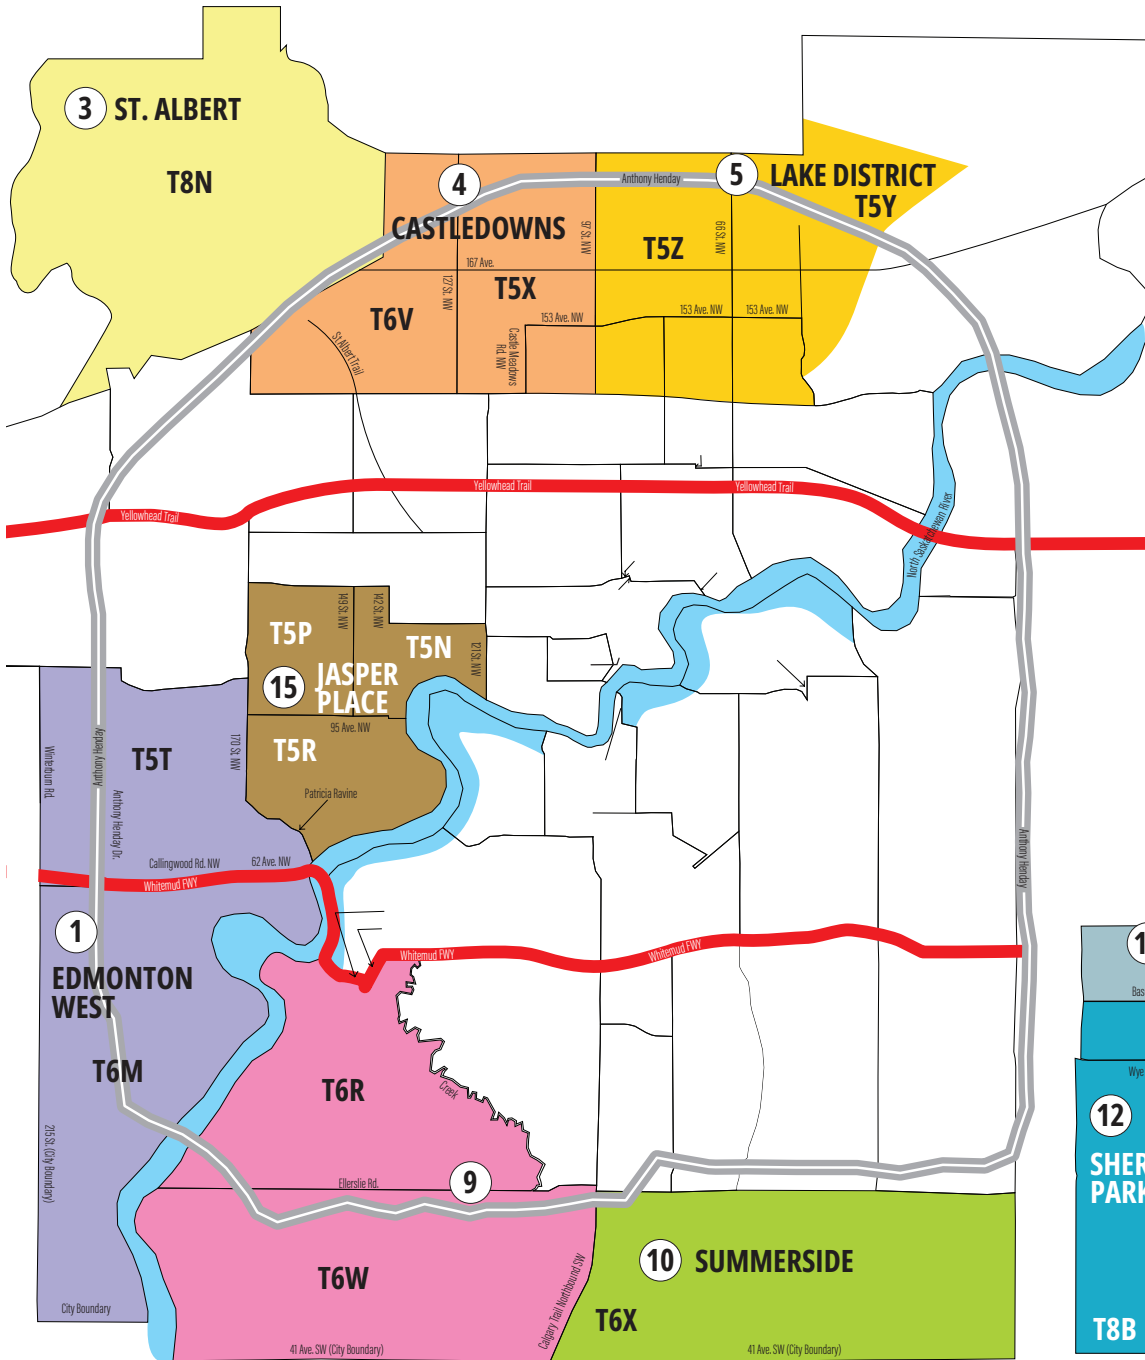 3 ST. ALBERT
T8N
4
CASTLEDOWNS
5 LAKE DISTRICT
T5Y
Anthony Henday
97 St. NW
66 St. NW
T5Z
167 Ave.
127 St. NW
T5X
T6V
153 Ave. NW
153 Ave. NW
153 Ave. NW
St. Albert Trail
Castle Meadows
Rd. NW
Yellowhead Trail
Yellowhead Trail
Yellowhead Trail
North Saskatchewan River
149 St. NW
142 St. NW
T5P
T5N
121 St. NW
15 JASPER
PLACE
95 Ave. NW
T5R
170 St. NW
T5T
Winterburn Rd.
Anthony Henday
Anthony Henday Dr.
Patricia Ravine
Callingwood Rd. NW
62 Ave. NW
Whitemud FWY
Anthony Henday
1
EDMONTON
WEST
Whitemud FWY
Whitemud FWY
T6M
T6R
Creek
215 St. (City Boundary)
Ellerslie Rd.
9
T6W
Calgary Trail Northbound SW
10 SUMMERSIDE
T6X
City Boundary
41 Ave. SW (City Boundary)
41 Ave. SW (City Boundary)
1
Bas
Wye
12
SHER
PARK
T8B